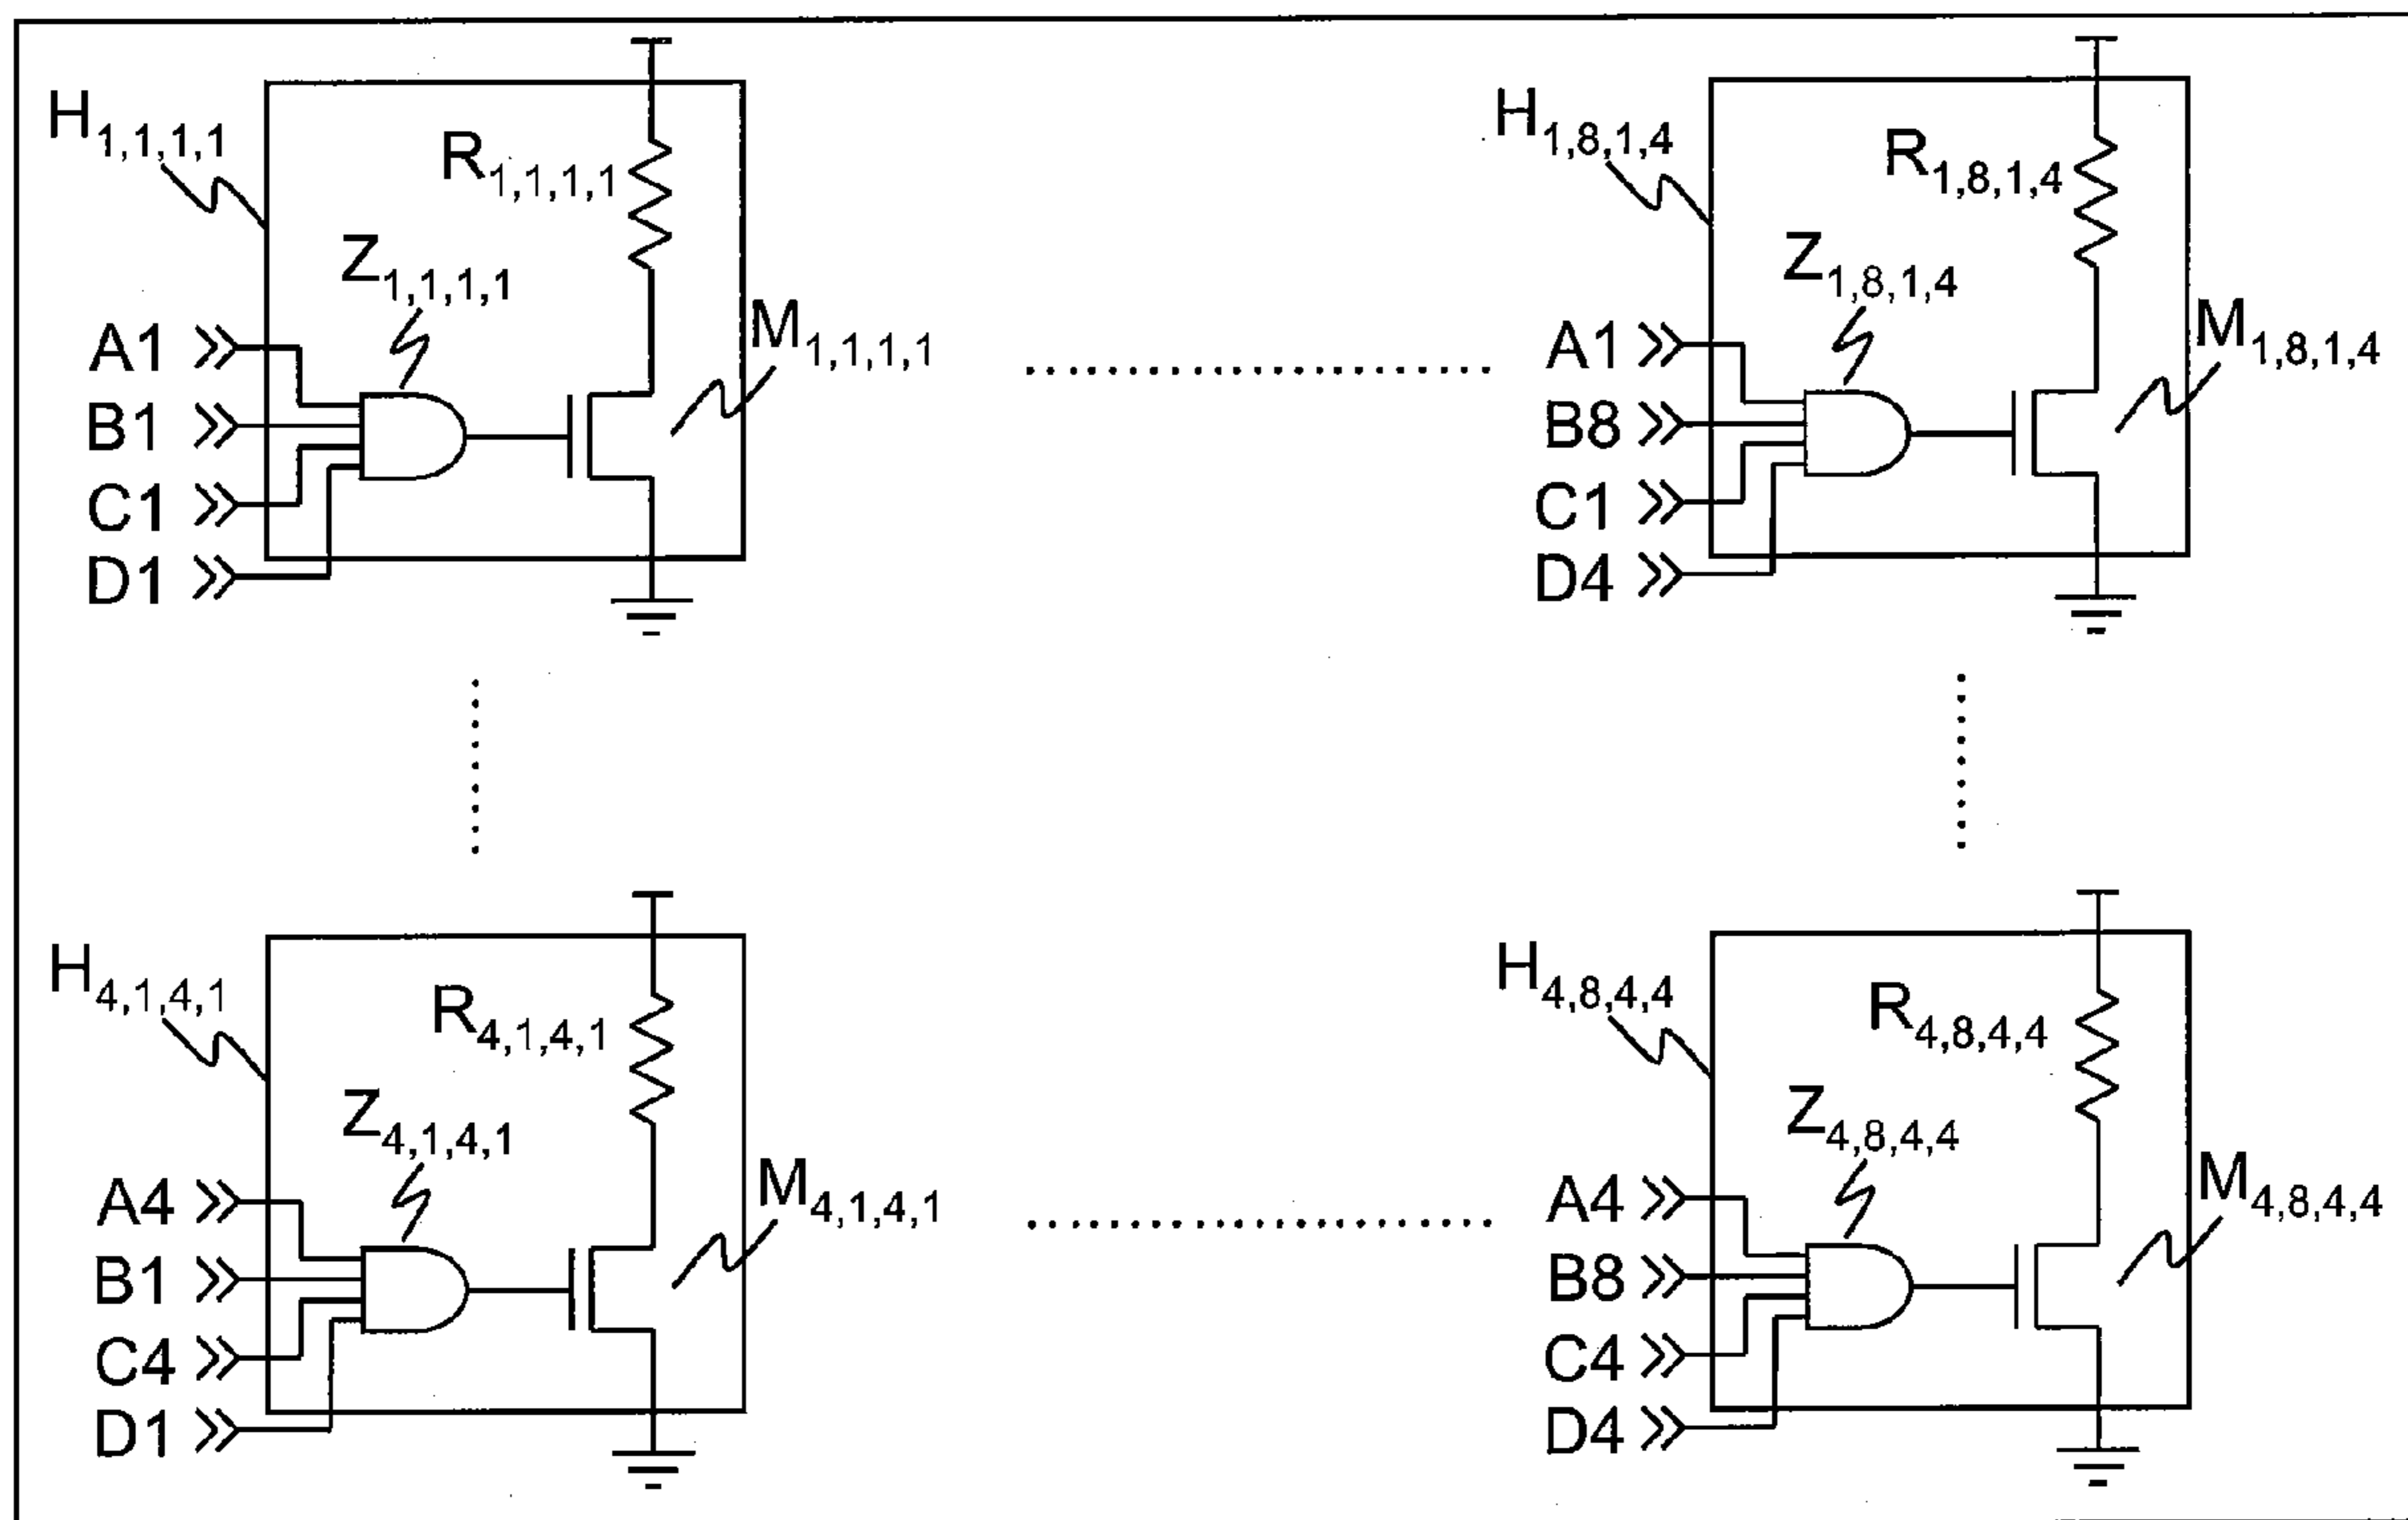 H1,1,1,1
R1,1,1,1
Z1,1,1,1
M1,1,1,1
A1
B1
C1
D1
H1,8,1,4
R1,8,1,4
Z1,8,1,4
M1,8,1,4
A1
B8
C1
D4
H4,1,4,1
R4,1,4,1
Z4,1,4,1
M4,1,4,1
A4
B1
C4
D1
H4,8,4,4
R4,8,4,4
Z4,8,4,4
M4,8,4,4
A4
B8
C4
D4